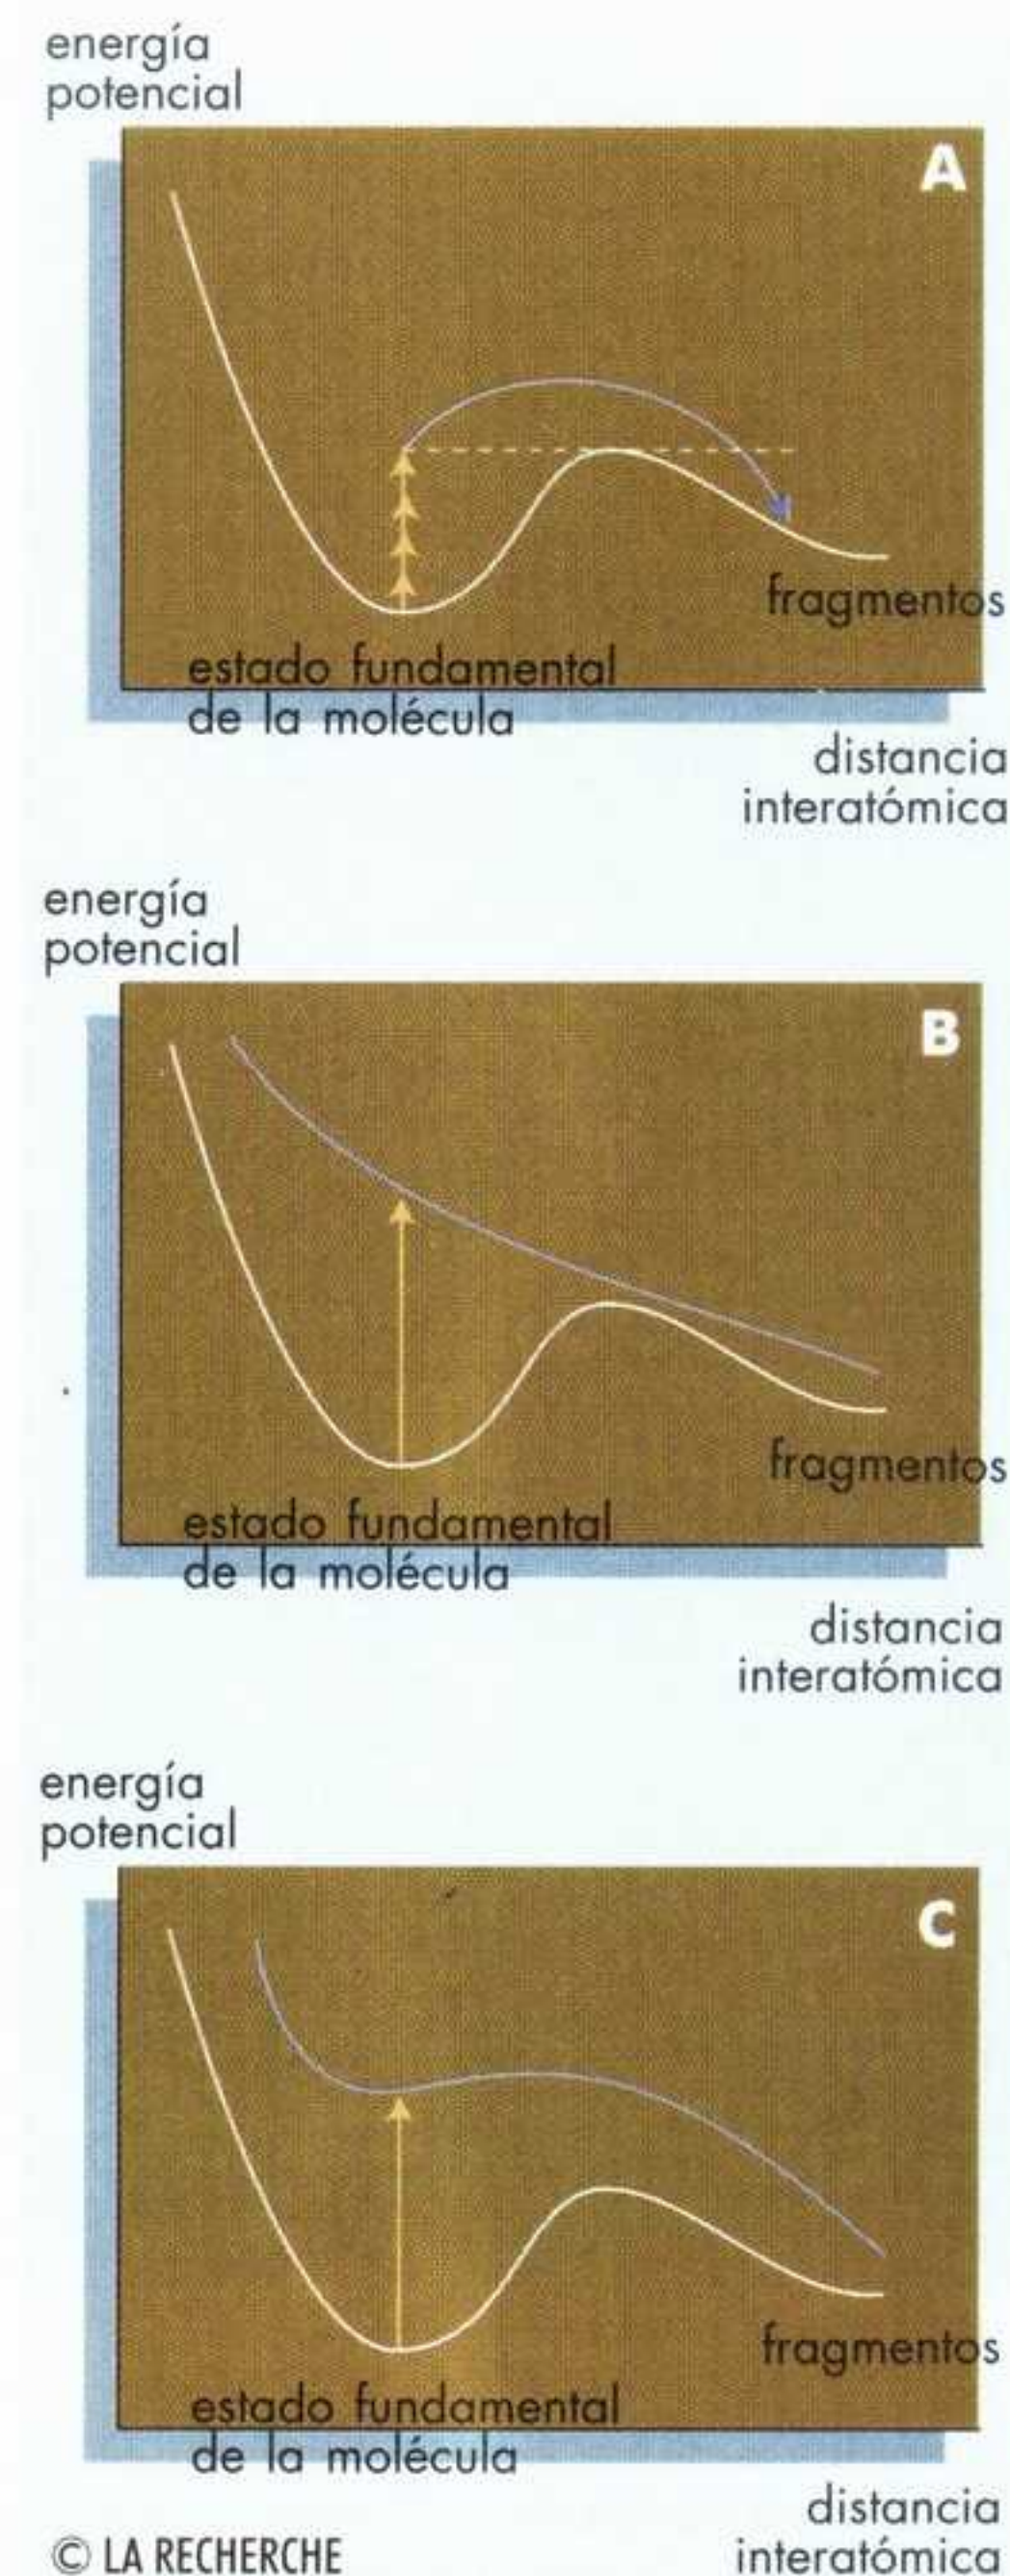 energía
potencial
A
fragmentos
estado fundamental
de la molécula
distancia
interatómica
energía
potencial
B
fragmentos
estado fundamental
de la molécula
distancia
interatómica
energía
potencial
C
fragmentos
estado fundamental
de la molécula
distancia
interatómica
© LA RECHERCHE